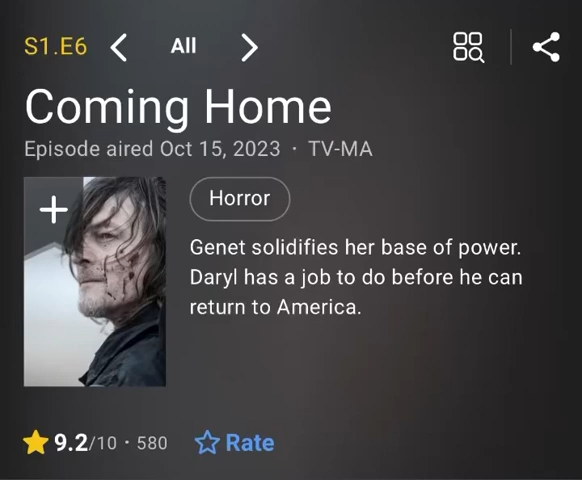 S1.E6 All
Coming Home
Episode aired Oct 15, 2023 · TV-MA
Horror
Genet solidifies her base of power.
Daryl has a job to do before he can
return to America.
9.2/10 · 580 Rate